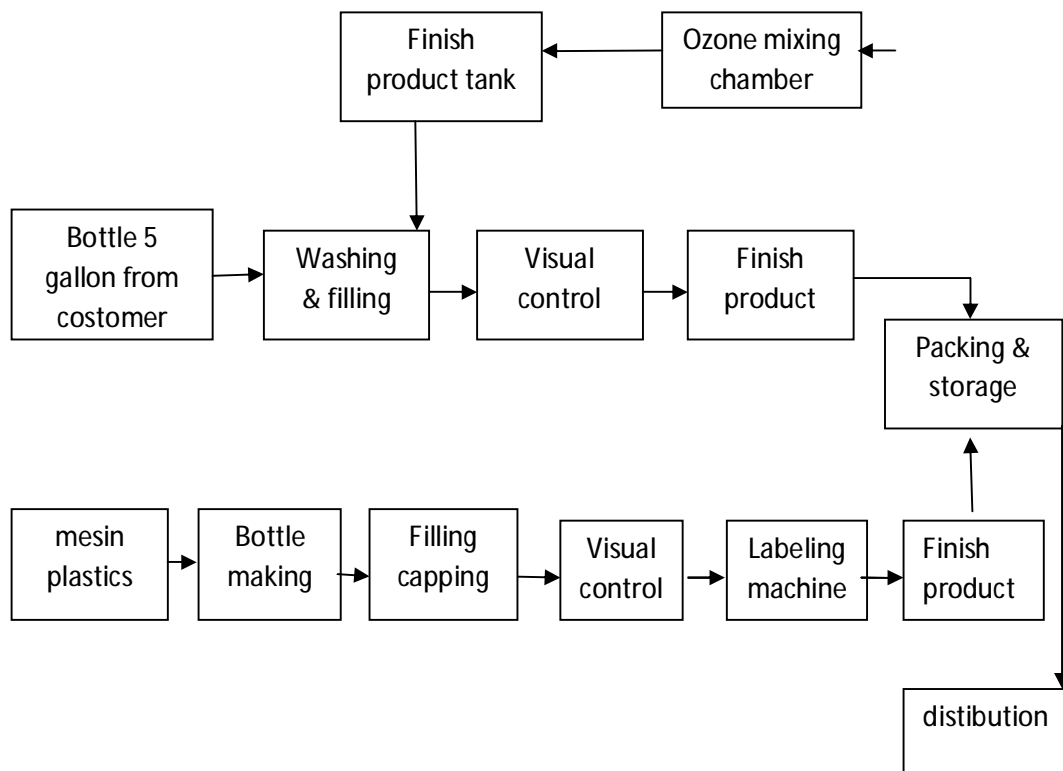 Finish
product tank
Ozone mixing
chamber
Bottle 5
gallon from
costomer
Washing
& filling
Visual
control
Finish
product
Packing &
storage
mesin
plastics
Bottle
making
Filling
capping
Visual
control
Labeling
machine
Finish
product
distibution